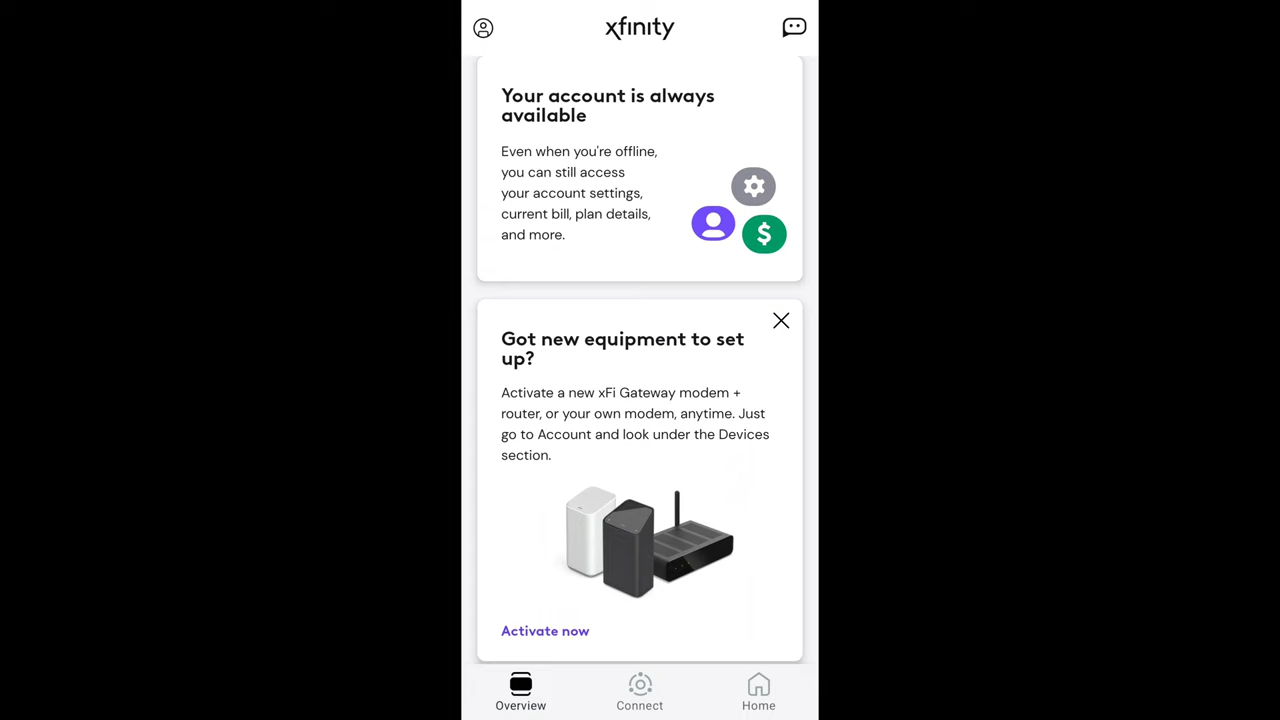 xfinity
Your account is always
available
Even when you're offline,
you can still access
your account settings,
current bill, plan details,
and more.
$
Got new equipment to set
up?
Activate a new xFi Gateway modem +
router, or your own modem, anytime. Just
go to Account and look under the Devices
section.
Activate now
Overview
Connect
Home